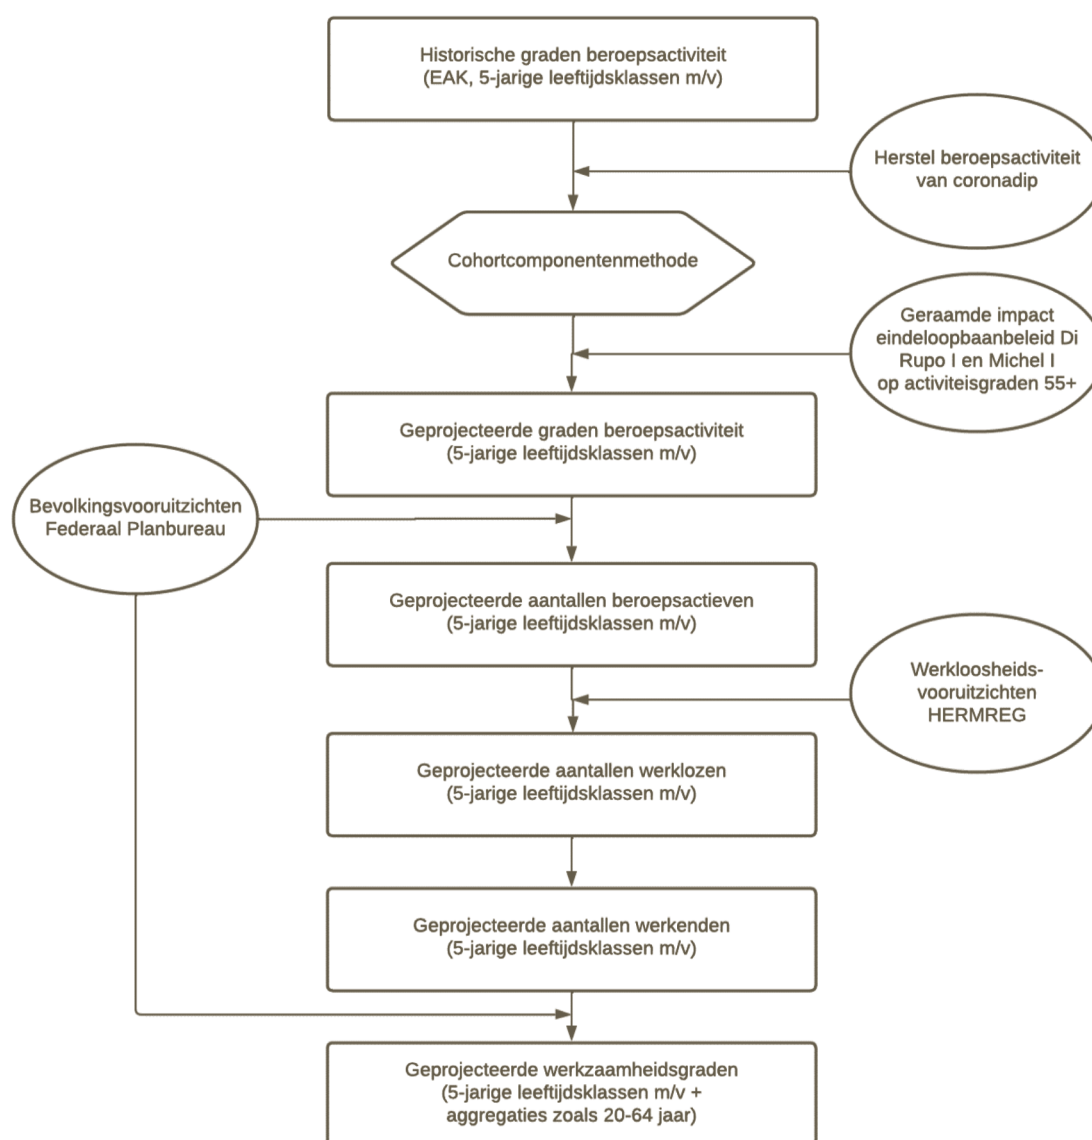 Historische graden beroepsactiviteit
(EAK, 5-jarige leeftijdsklassen m/v)
Herstel beroepsactiviteit
van coronadip
Cohortcomponentenmethode
Geraamde impact
eindeloopbaanbeleid Di
Rupo I en Michel I
op activiteisgraden 55+
Geprojecteerde graden beroepsactiviteit
(5-jarige leeftijdsklassen m/v)
Bevolkingsvooruitzichten
Federaal Planbureau
Geprojecteerde aantallen beroepsactieven
(5-jarige leeftijdsklassen m/v)
Werkloosheids-
vooruitzichten
HERMREG
Geprojecteerde aantallen werklozen
(5-jarige leeftijdsklassen m/v)
Geprojecteerde aantallen werkenden
(5-jarige leeftijdsklassen m/v)
Geprojecteerde werkzaamheidsgraden
(5-jarige leeftijdsklassen m/v +
aggregaties zoals 20-64 jaar)